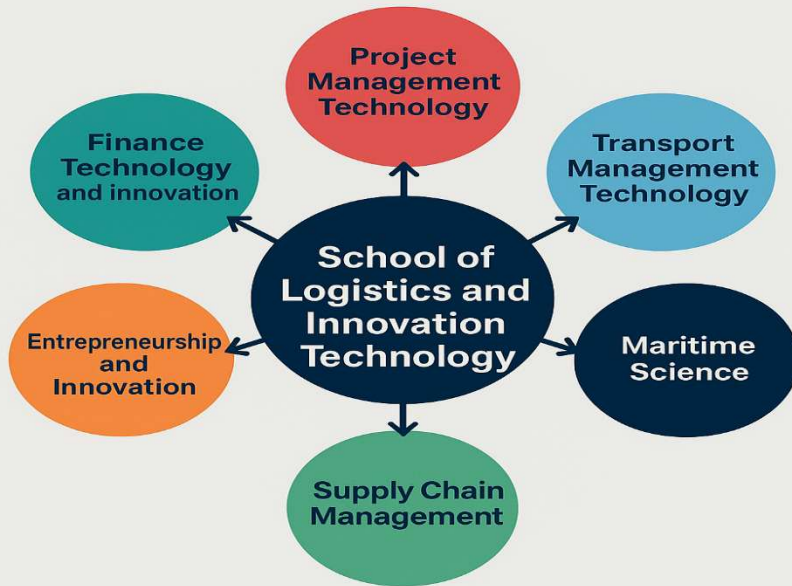 Project
Management
Technology
Finance
Technology
and innovation
Transport
Management
Technology
School of
Logistics and
Innovation
Technology
Entrepreneurship
and
Innovation
Maritime
Science
Supply Chain
Management